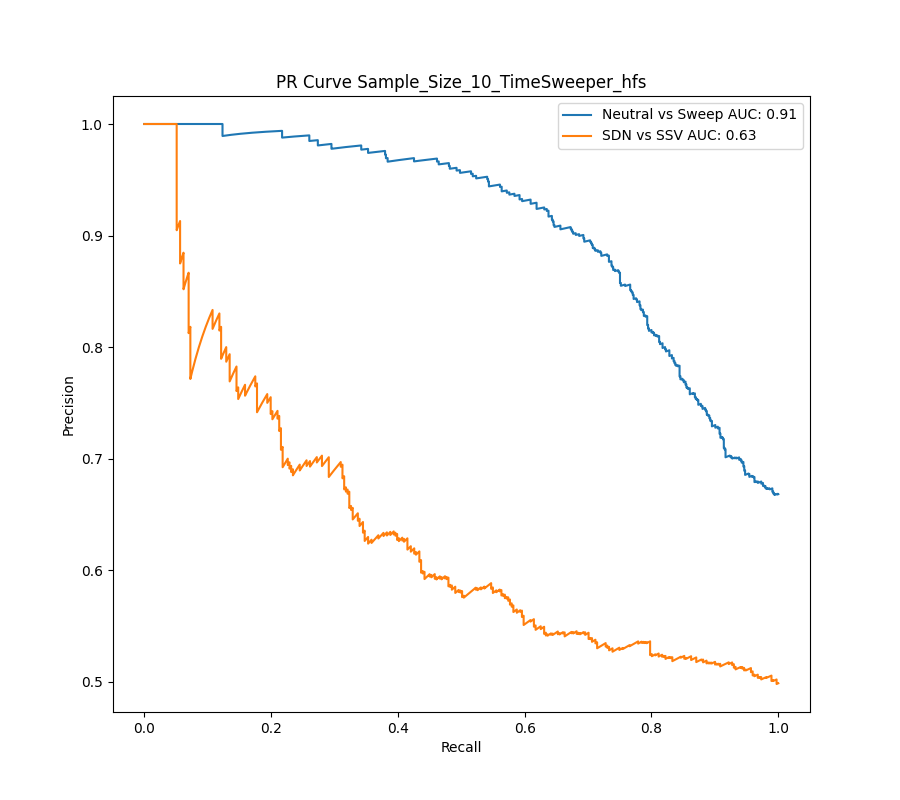 PR Curve Sample_Size_10_TimeSweeper_hfs
Neutral vs Sweep AUC: 0.91
SDN vs SSV AUC: 0.63
1.0
0.9
0.8
0.7
0.6
0.5
Precision
0.0 0.2 0.4 0.6 0.8 1.0
Recall